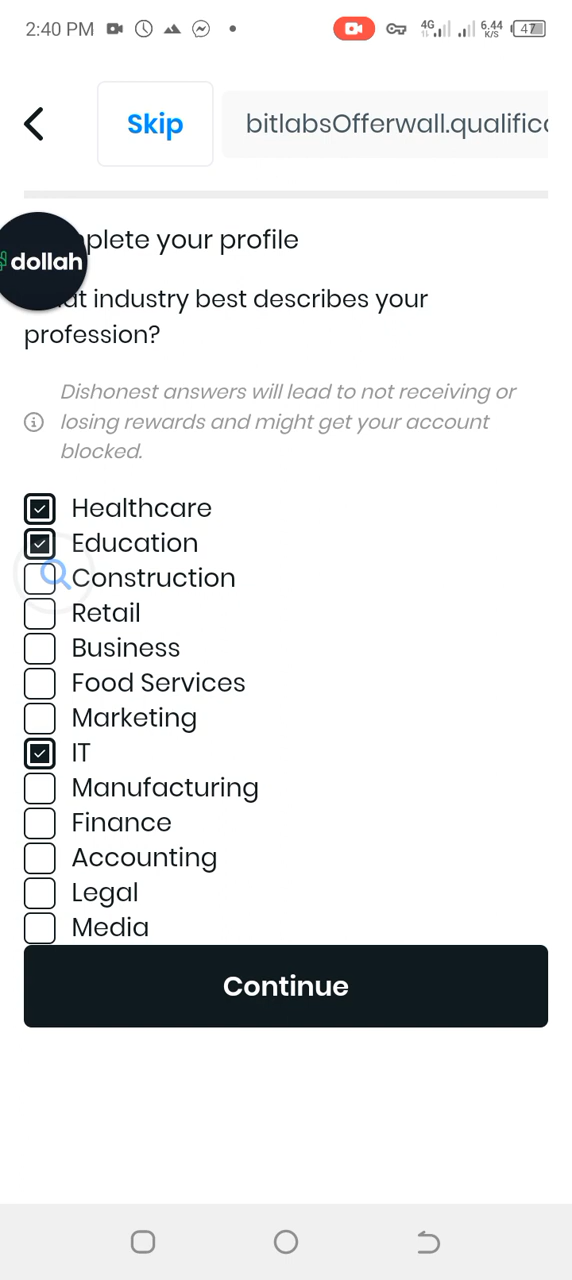 2:40 PM
4G
6.44
K/S
47
Skip
bitlabsOfferwall.qualific
dollah
plete your profile
at industry best describes your
profession?
Dishonest answers will lead to not receiving or
losing rewards and might get your account
blocked.
Healthcare
Education
Construction
Retail
Business
Food Services
Marketing
IT
Manufacturing
Finance
Accounting
Legal
Media
Continue